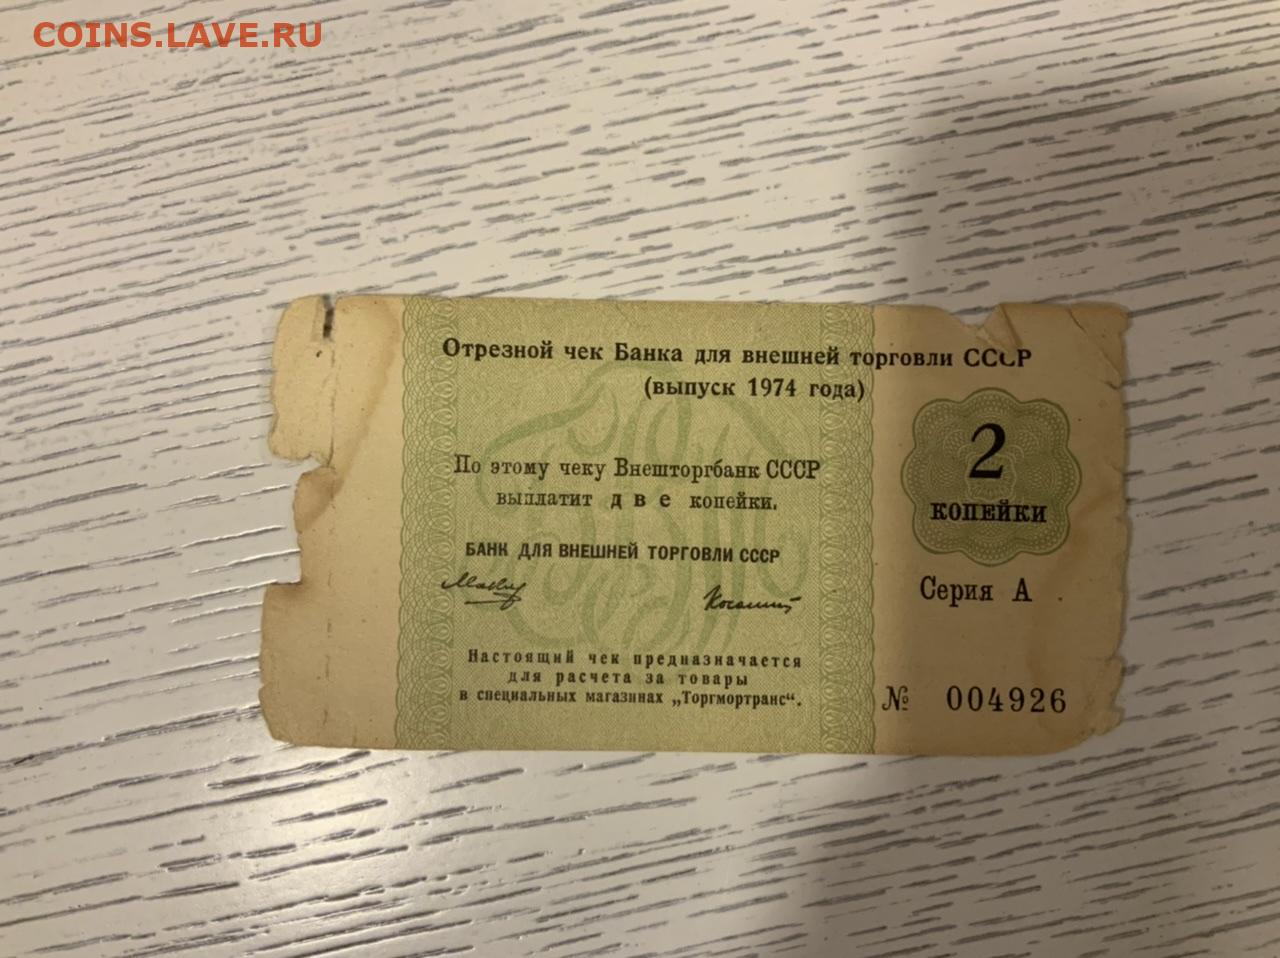 COINS.LAVE.RU
Отрезной чек Банка для внешней торговли СССР
(выпуск 1974 года)
2
КОПЕЙКИ
По этому чеку Внешторгбанк СССР
выплатит две копейки.
БАНК ДЛЯ ВНЕШНЕЙ ТОРГОВЛИ СССР
Серия А
Настоящий чек предназначается
для расчета за товары
в специальных магазинах „Торгмортранс“.
№ 004926